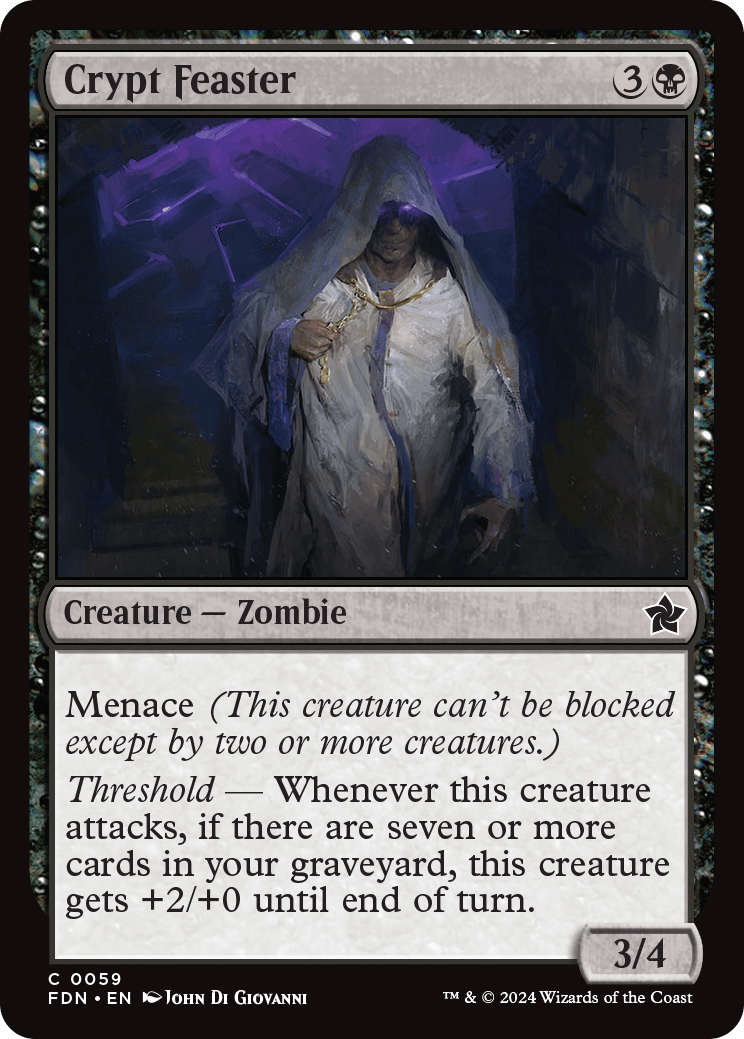 Crypt Feaster 3
Creature — Zombie
Menace (This creature can't be blocked
except by two or more creatures.)
Threshold — Whenever this creature
attacks, if there are seven or more
cards in your graveyard, this creature
gets +2/+0 until end of turn.
3/4
C 0059
FDN • EN John Di Giovanni
™ & © 2024 Wizards of the Coast